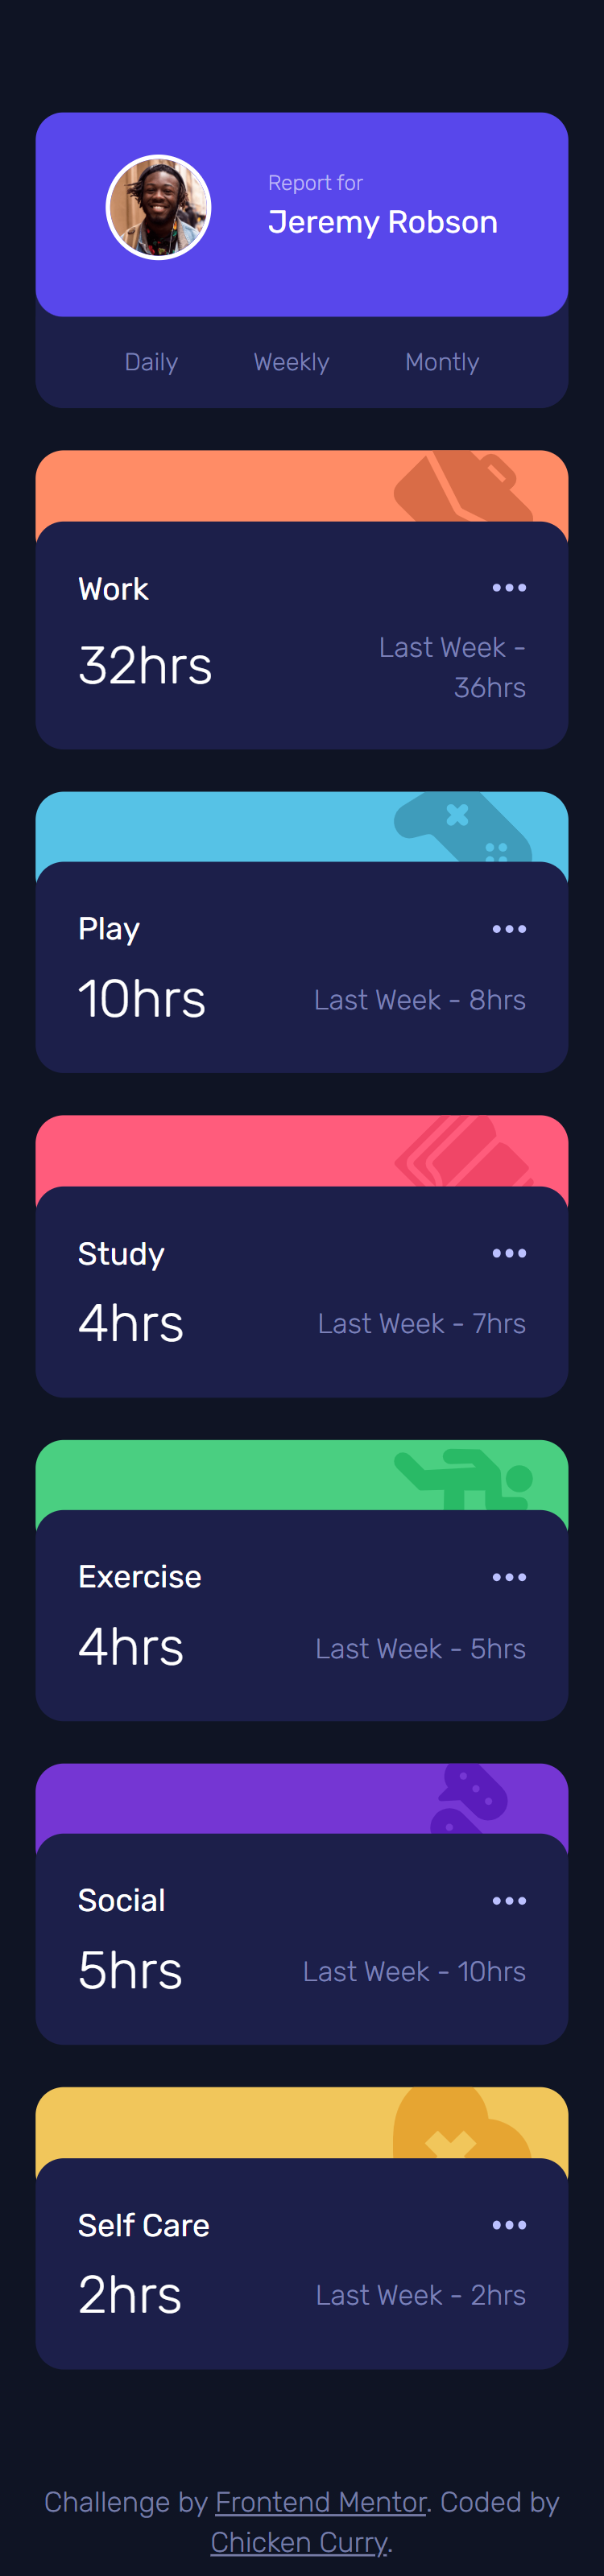 Report for
Jeremy Robson
Daily Weekly Montly
Work
32hrs
Last Week -
36hrs
Play
10hrs
Last Week - 8hrs
Study
4hrs
Last Week - 7hrs
Exercise
4hrs
Last Week - 5hrs
Social
5hrs
Last Week - 10hrs
Self Care
2hrs
Last Week - 2hrs
Challenge by Frontend Mentor. Coded by
Chicken Curry.